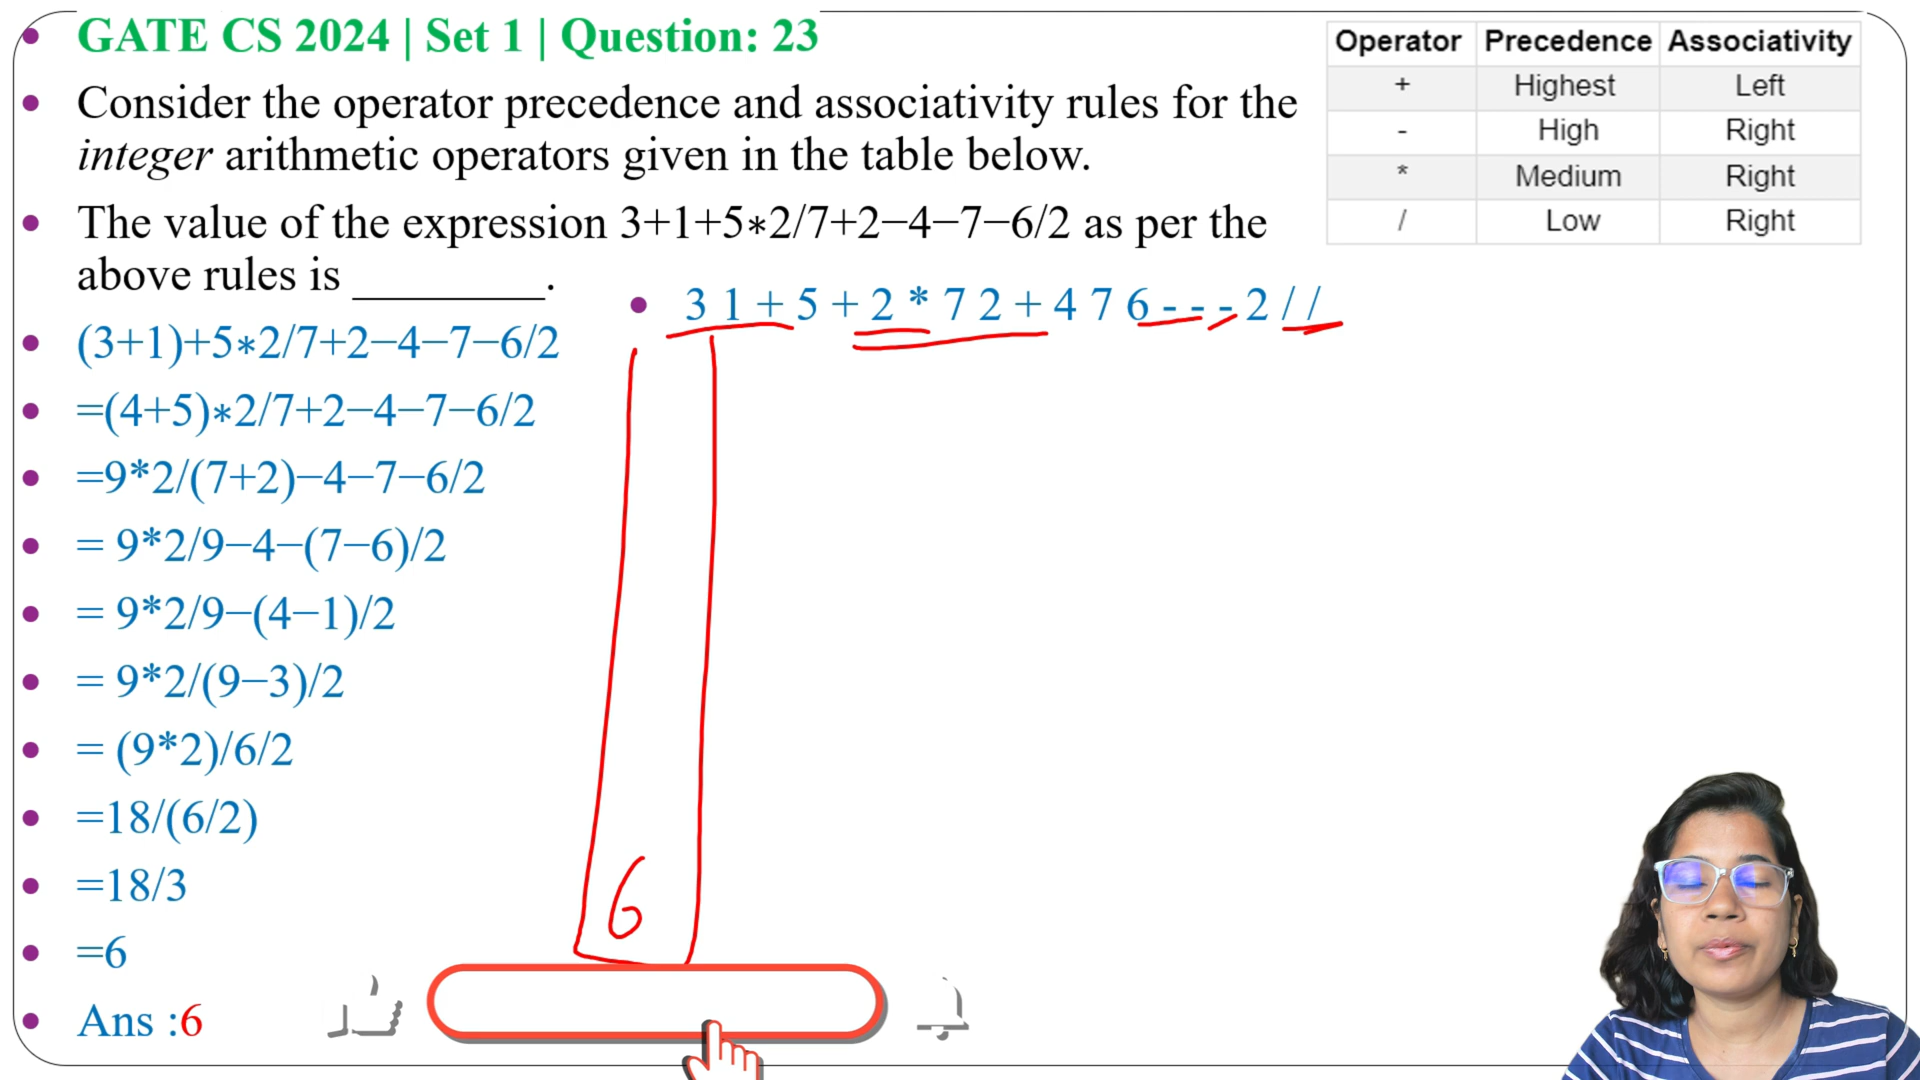 GATE CS 2024 | Set 1 | Question: 23
Consider the operator precedence and associativity rules for the
integer arithmetic operators given in the table below.
The value of the expression 3+1+5∗2/7+2−4−7−6/2 as per the
above rules is _________.
Operator Precedence Associativity
+ Highest Left
- High Right
* Medium Right
/ Low Right
3 1 + 5 + 2 * 7 2 + 4 7 6 - - - 2 / /
(3+1)+5∗2/7+2−4−7−6/2
=(4+5)∗2/7+2−4−7−6/2
=9*2/(7+2)−4−7−6/2
= 9*2/9−4−(7−6)/2
= 9*2/9−(4−1)/2
= 9*2/(9−3)/2
= (9*2)/6/2
=18/(6/2)
=18/3
=6
Ans :6
6